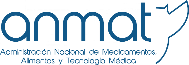 anmat
Administración Nacional de Medicamentos
Alimentos y Tecnología Médica